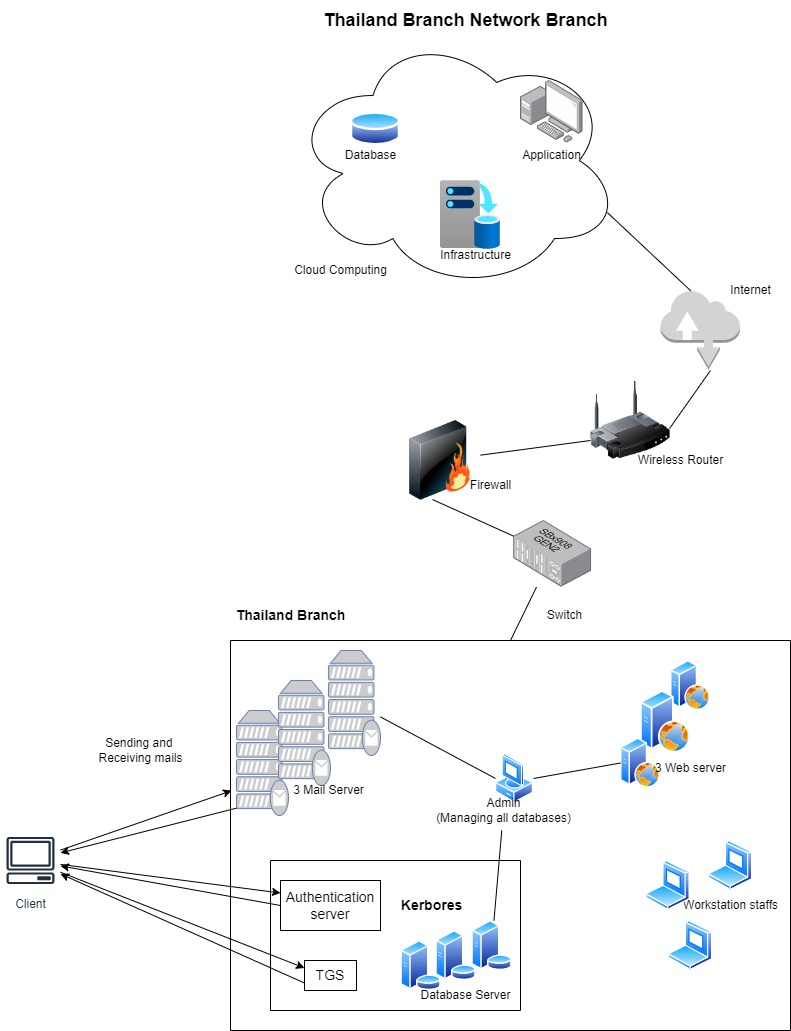 Thailand Branch Network Branch
Database
Application
Infrastructure
Cloud Computing
Internet
Wireless Router
Firewall
SBx908
GEN2
Switch
Thailand Branch
Sending and
Receiving mails
3 Mail Server
3 Web server
Admin
(Managing all databases)
Client
Authentication
server
Kerbores
Workstation staffs
TGS
Database Server